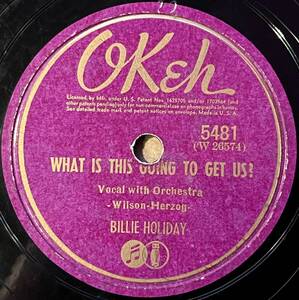 OKeh
Licensed by Mfr. under U.S. Patent Nos. 1625705 and/or 1702564 (and
other patents pending) only for non-commercial use on phonographs in homes.
See detailed trade mark and patent notices on envelope. Made in U.S.A.
5481
(W 26574)
WHAT IS THIS GOING TO GET US?
Vocal with Orchestra
-Wilson-Herzog-
BILLIE HOLIDAY